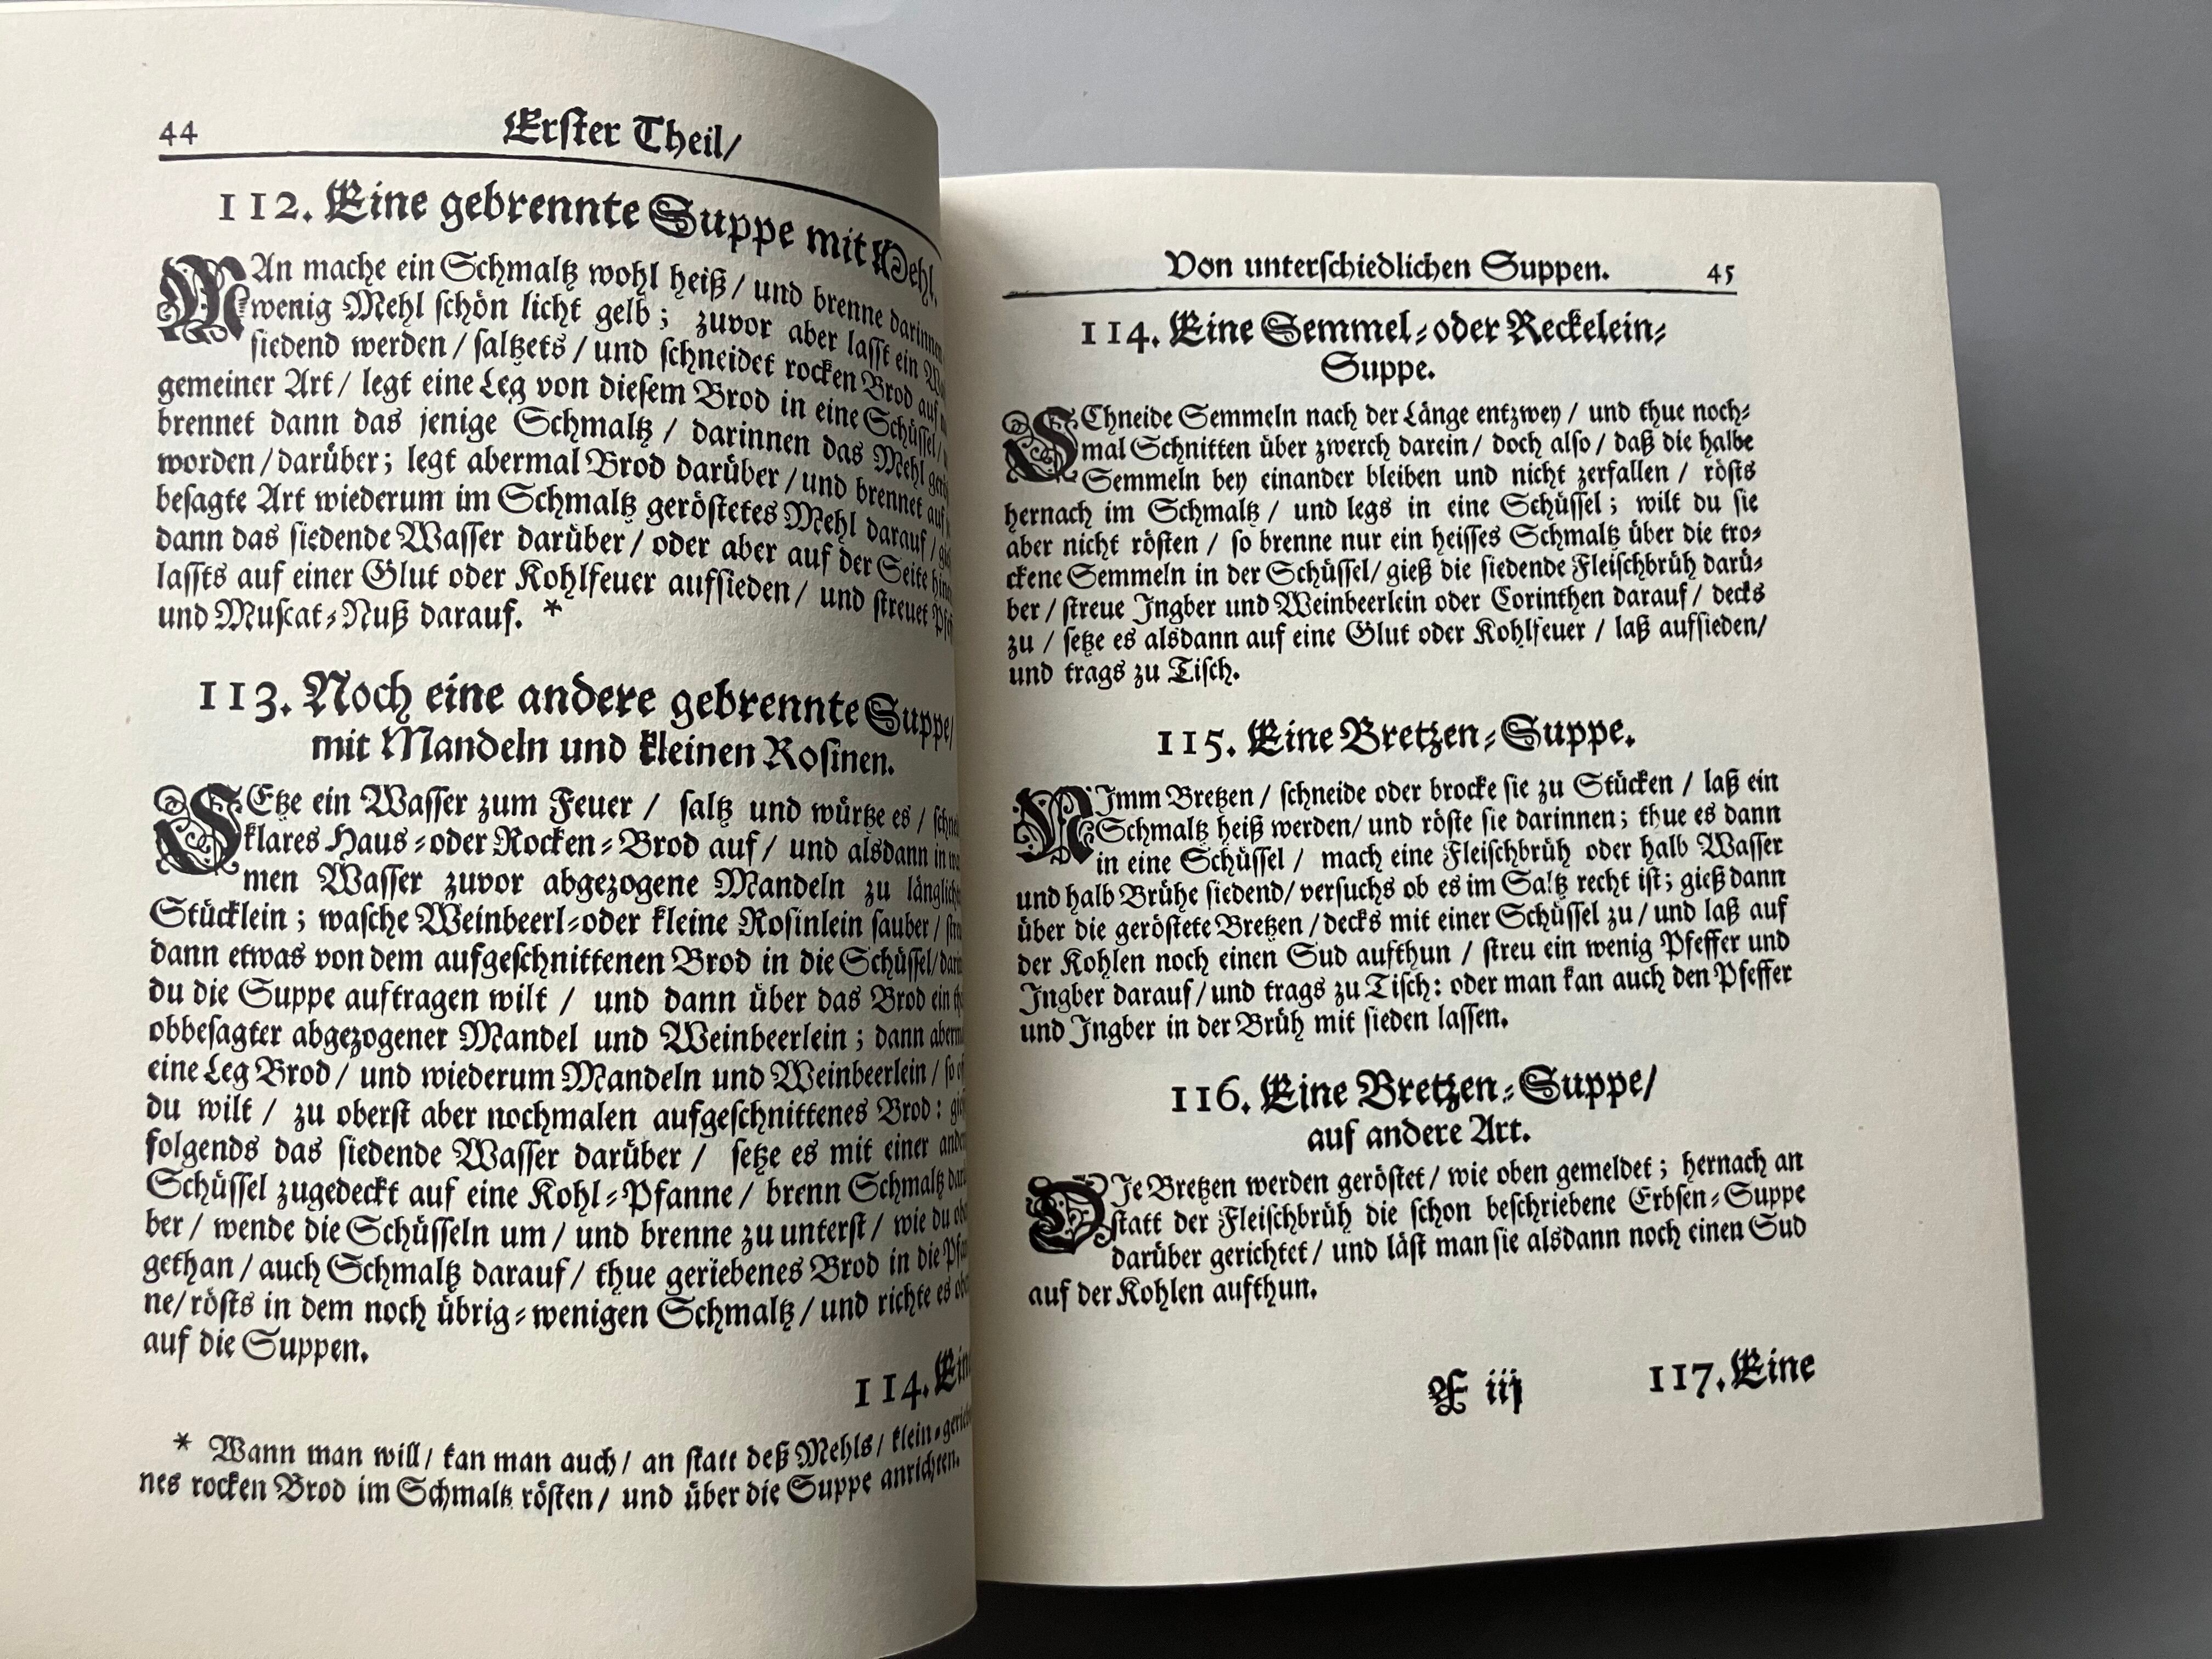 44 Erſter Theil/
112. Eine gebrennte Suppe mit Mehl.
MAn mache ein Schmaltz wohl heiß / und brenne darinnen
wenig Mehl ſchön licht gelb; zuvor aber laſſt ein
ſiedend werden / ſaltzets / und ſchneidet rocken Brod auf
gemeiner Art / legt eine Leg von dieſem Brod in eine Schüſſel /
brennet dann das jenige Schmaltz / darinnen das Mehl
worden / darüber; legt abermal Brod darüber / und brennet auf
beſagte Art wiederum im Schmaltz geröſtetes Mehl darauf /
dann das ſiedende Waſſer darüber / oder aber auf der Seite
laſſts auf einer Glut oder Kohlfeuer aufſieden / und ſtreuet
und Muſcat⸗Nuß darauf. *
113. Noch eine andere gebrennte Suppe/
mit Mandeln und kleinen Roſinen.
SEtze ein Waſſer zum Feuer / ſaltz und würtze es /
klares Haus⸗oder Rocken⸗Brod auf / und alsdann in
men Waſſer zuvor abgezogene Mandeln zu
Stücklein; waſche Weinbeerl⸗oder kleine Roſinlein ſauber /
dann etwas von dem aufgeſchnittenen Brod in die Schüſſel/
du die Suppe auftragen wilt / und dann über das Brod ein
obbeſagter abgezogener Mandel und Weinbeerlein; dann
eine Leg Brod / und wiederum Mandeln und Weinbeerlein / ſo
du wilt / zu oberſt aber nochmalen aufgeſchnittenes Brod:
folgends das ſiedende Waſſer darüber / ſetze es mit einer
Schüſſel zugedeckt auf eine Kohl⸗Pfanne / brenn Schmaltz
ber / wende die Schüſſeln um / und brenne zu unterſt / wie du
gethan / auch Schmaltz darauf / thue geriebenes Brod in die
ne/ röſts in dem noch übrig⸗wenigen Schmaltz / und richte es
auf die Suppen.
114.
* Wann man will / kan man auch / an ſtatt deß Mehls / klein⸗
nes rocken Brod im Schmaltz röſten / und über die Suppe anrichten.
Von unterſchiedlichen Suppen. 45
114. Eine Semmel⸗oder Reckelein⸗
Suppe.
SChneide Semmeln nach der Länge entzwey / und thue noch⸗
mal Schnitten über zwerch darein / doch alſo / daß die halbe
Semmeln bey einander bleiben und nicht zerfallen / röſts
hernach im Schmaltz / und legs in eine Schüſſel; wilt du ſie
aber nicht röſten / ſo brenne nur ein heiſſes Schmaltz über die tro⸗
ckene Semmeln in der Schüſſel/ gieß die ſiedende Fleiſchbrüh darü⸗
ber / ſtreue Ingber und Weinbeerlein oder Corinthen darauf / decks
zu / ſetze es alsdann auf eine Glut oder Kohlfeuer / laß aufſieden/
und trags zu Tiſch.
115. Eine Bretzen⸗Suppe.
NImm Bretzen / ſchneide oder brocke ſie zu Stücken / laß ein
Schmaltz heiß werden/ und röſte ſie darinnen; thue es dann
in eine Schüſſel / mach eine Fleiſchbrüh oder halb Waſſer
und halb Brühe ſiedend/ verſuchs ob es im Saltz recht iſt; gieß dann
über die geröſtete Bretzen / decks mit einer Schüſſel zu / und laß auf
der Kohlen noch einen Sud aufthun / ſtreu ein wenig Pfeffer und
Ingber darauf / und trags zu Tiſch: oder man kan auch den Pfeffer
und Ingber in der Brüh mit ſieden laſſen.
116. Eine Bretzen⸗Suppe/
auf andere Art.
DIe Bretzen werden geröſtet / wie oben gemeldet; hernach an
ſtatt der Fleiſchbrüh die ſchon beſchriebene Erbſen⸗Suppe
darüber gerichtet / und läſt man ſie alsdann noch einen Sud
auf der Kohlen aufthun.
F iij 117. Eine